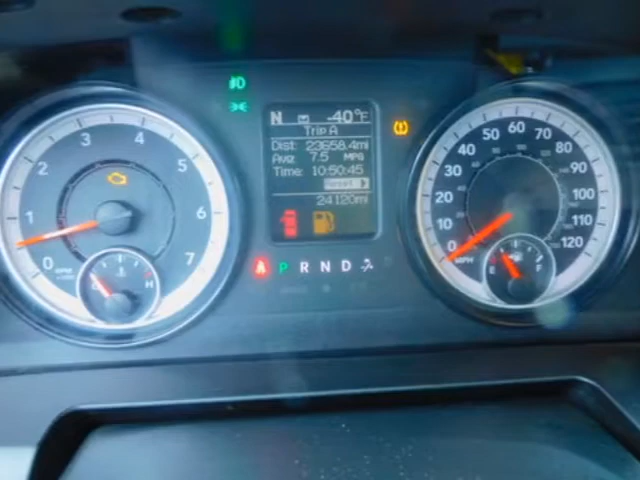 N -40°F
Trip A
Dist: 23658.4mi
Avg 7.5 MPG
Time: 10:50:45
Reset
24120mi
P R N D
0 1 2 3 4 5 6 7
H
0 10 20 30 40 50 60 70 80 90 100 110 120
MPH
E F